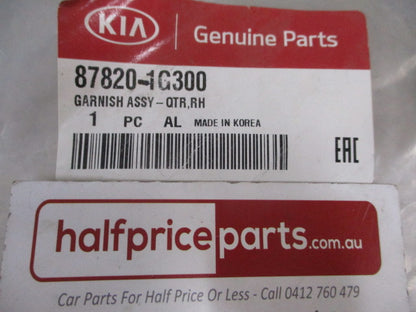 KIA Genuine Parts
87820-1G300
GARNISH ASSY-QTR,RH
1 PC AL MADE IN KOREA
EAC
halfpriceparts.com.au
Car Parts For Half Price Or Less - Call 0412 760 479